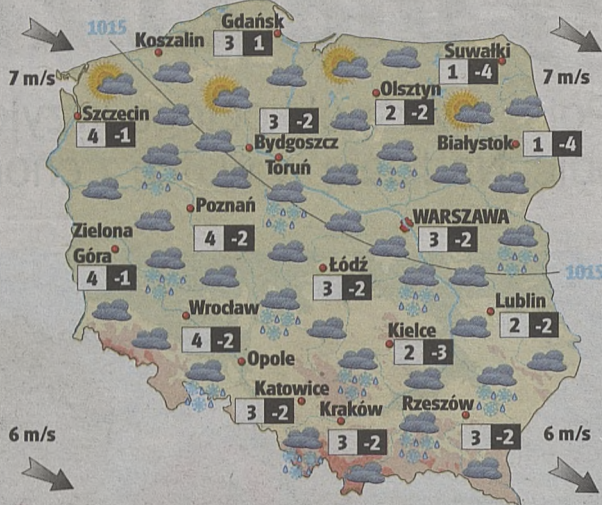 1015
Gdańsk
3 1
Koszalin
7 m/s
Suwałki
1 -4
7 m/s
Olsztyn
2 -2
Szczecin
4 -1
3 -2
Bydgoszcz
Toruń
Białystok
1 -4
Poznań
4 -2
WARSZAWA
3 -2
Zielona
Góra
4 -1
Łódź
3 -2
1015
Wrocław
4 -2
Lublin
2 -2
Kielce
2 -3
Opole
Katowice
3 -2
Kraków
3 -2
Rzeszów
3 -2
6 m/s
6 m/s